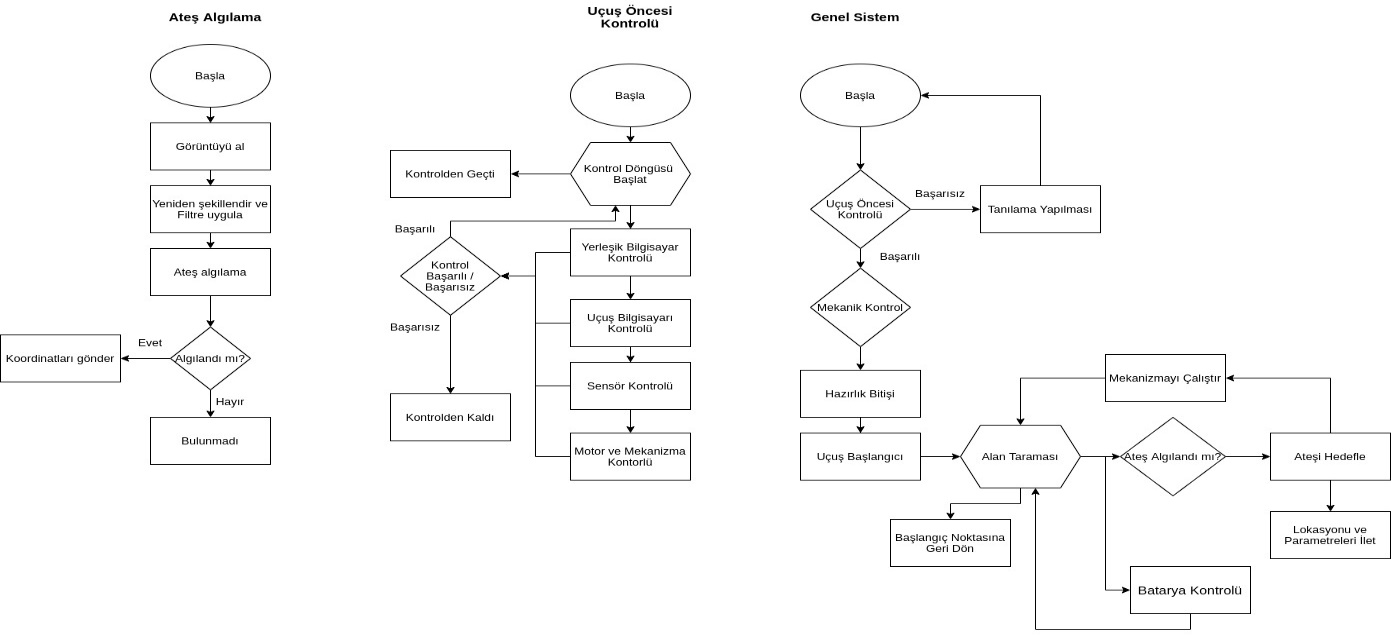 Ateş Algılama
Başla
Görüntüyü al
Yeniden şekillendir ve
Filtre uygula
Ateş algılama
Algılandı mı?
Evet
Koordinatları gönder
Hayır
Bulunmadı
Uçuş Öncesi
Kontrolü
Başla
Kontrol Döngüsü
Başlat
Kontrolden Geçti
Başarılı
Kontrol
Başarılı /
Başarısız
Başarısız
Kontrolden Kaldı
Yerleşik Bilgisayar
Kontrolü
Uçuş Bilgisayarı
Kontrolü
Sensör Kontrolü
Motor ve Mekanizma
Kontorlü
Genel Sistem
Başla
Uçuş Öncesi
Kontrolü
Başarısız
Tanılama Yapılması
Başarılı
Mekanik Kontrol
Hazırlık Bitişi
Uçuş Başlangıcı
Alan Taraması
Başlangıç Noktasına
Geri Dön
Mekanizmayı Çalıştır
Ateş Algılandı mı?
Ateşi Hedefle
Lokasyonu ve
Parametreleri İlet
Batarya Kontrolü